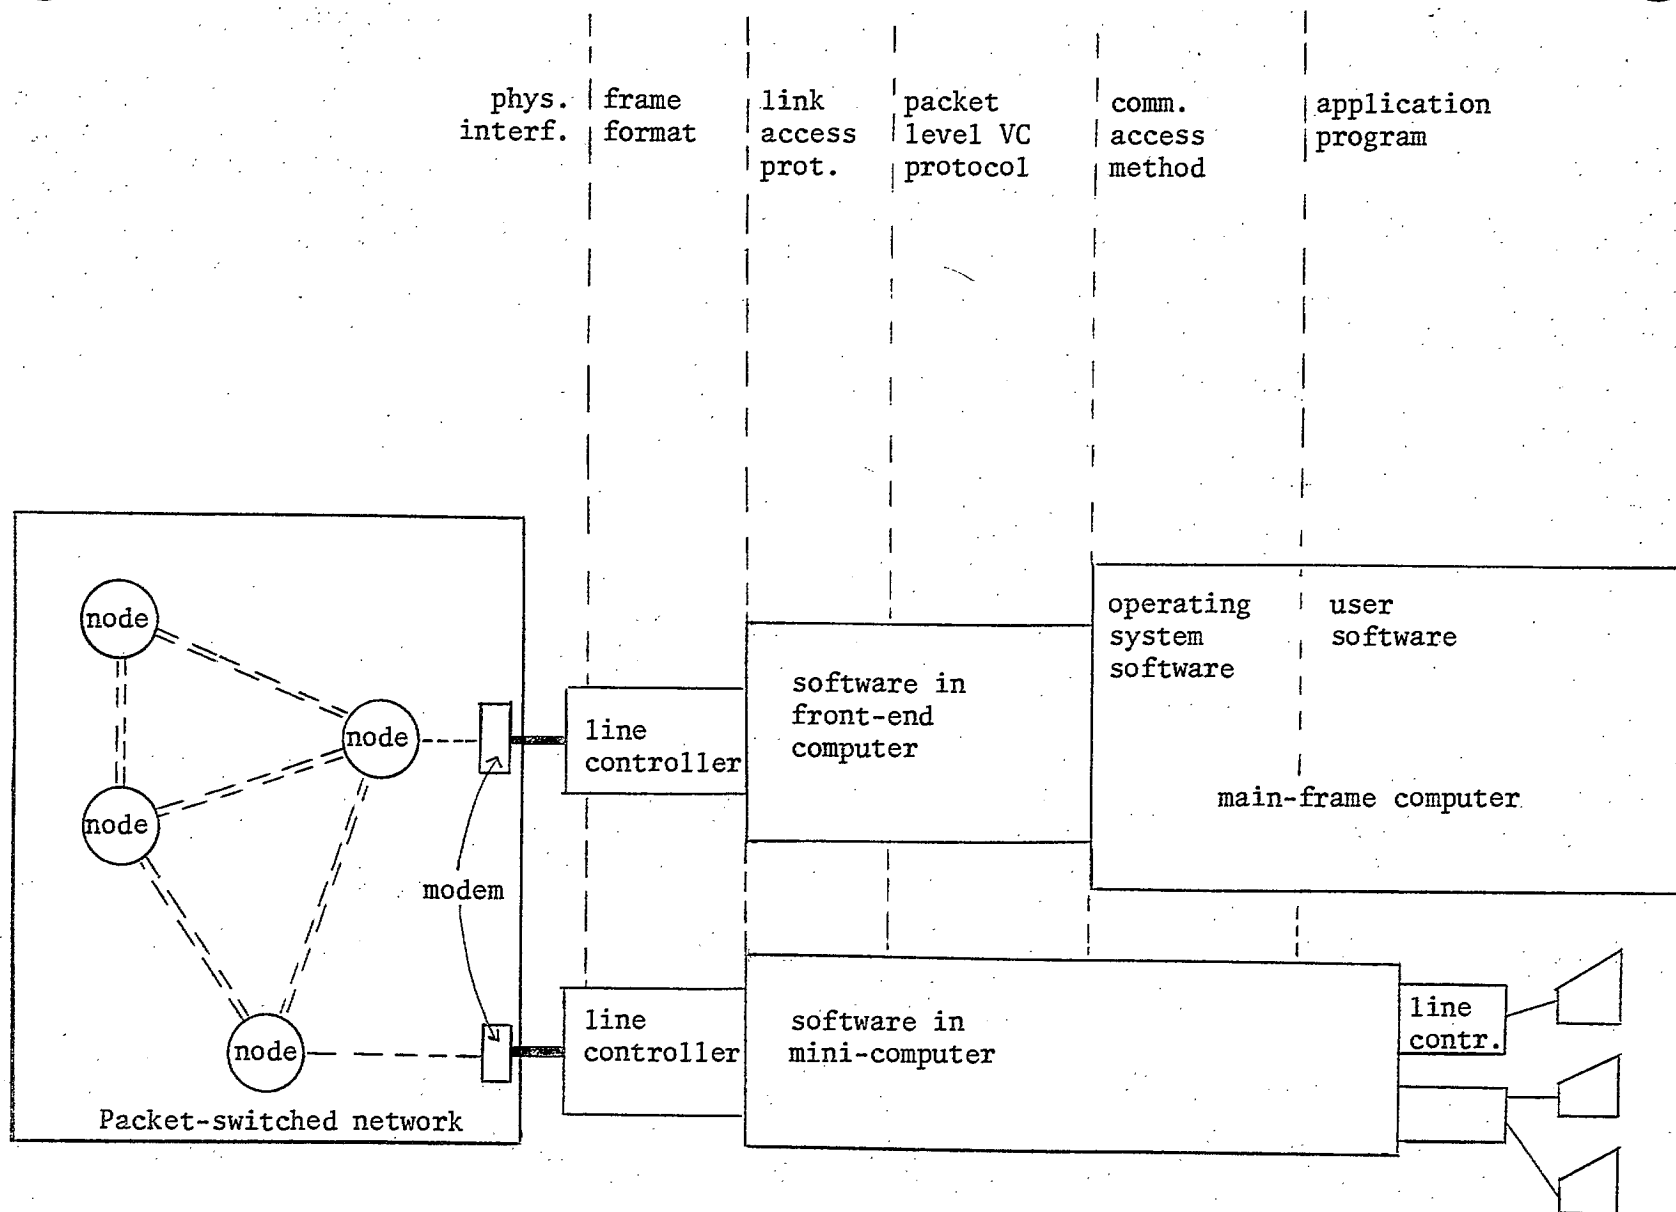 phys.
interf.
frame
format
link
access
prot.
packet
level VC
protocol
comm.
access
method
application
program
node
node
node
node
modem
Packet-switched network
line
controller
software in
front-end
computer
operating
system
software
user
software
main-frame computer
line
controller
software in
mini-computer
line
contr.